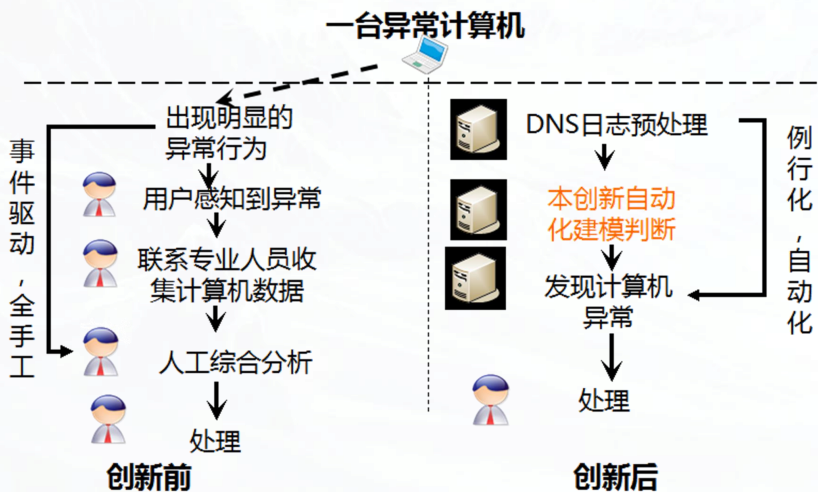 一台异常计算机
事件驱动,全手工
出现明显的
异常行为
用户感知到异常
联系专业人员收
集计算机数据
人工综合分析
处理
创新前
DNS日志预处理
本创新自动
化建模判断
发现计算机
异常
处理
例行化,自动化
创新后